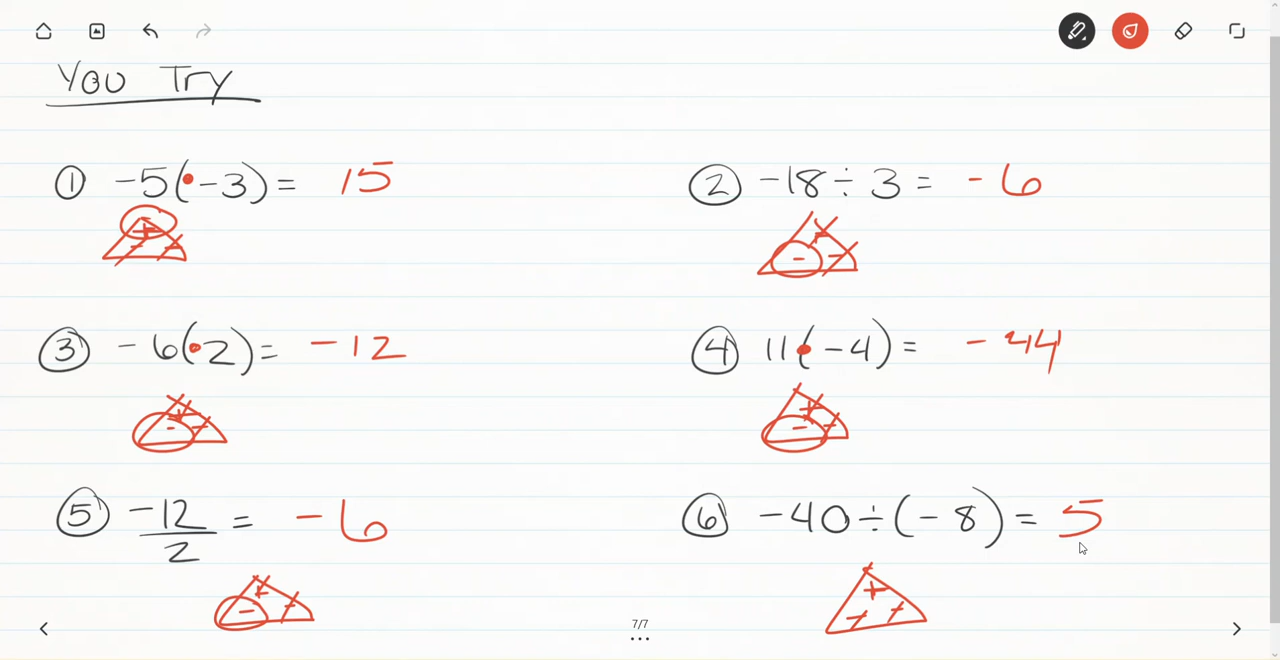 You Try
① -5(• -3) = 15
② -18 ÷ 3 = -6
+
- -
+
- -
③ -6(• 2) = -12
④ 11(• -4) = -44
+
- -
+
- -
⑤ -12/2 = -6
⑥ -40 ÷ (-8) = 5
+
- -
+
- -
7/7